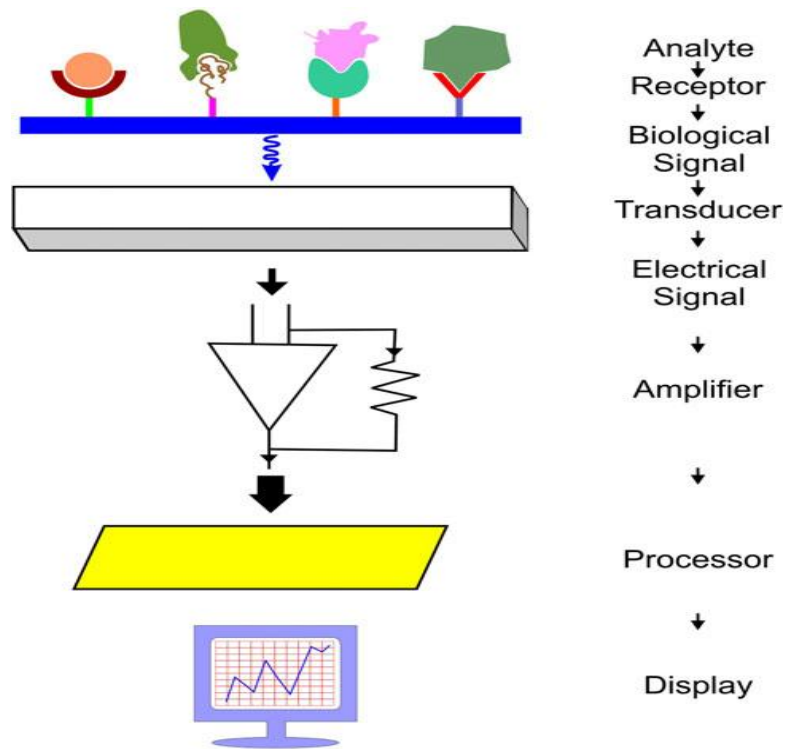 Analyte
Receptor
Biological
Signal
Transducer
Electrical
Signal
Amplifier
Processor
Display